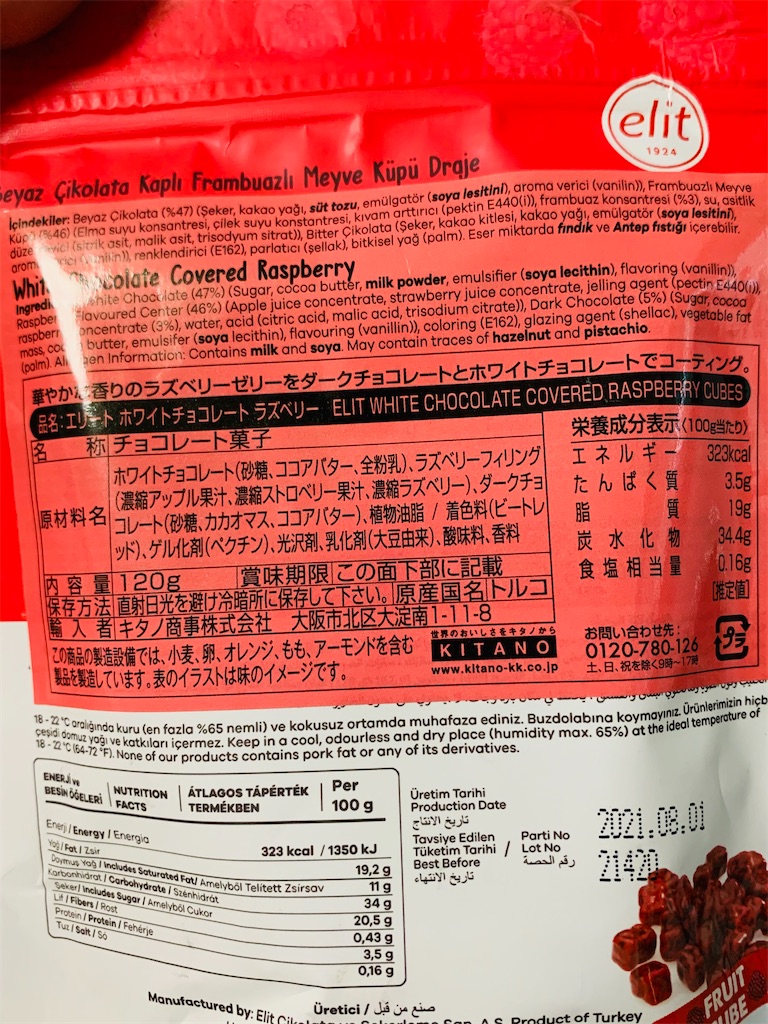 elit
1924
Beyaz Çikolata Kaplı Frambuazlı Meyve Küpü Draje
İçindekiler: Beyaz Çikolata (%47) (Şeker, kakao yağı, süt tozu, emülgatör (soya lesitini), aroma verici (vanilin)), Frambuazlı Meyve
Küpü (%46) (Elma suyu konsantresi, çilek suyu konstantresi, kıvam arttırıcı (pektin E440(i)), frambuaz konsantresi (%3), su, asitlik
(sitrik asit, malik asit, trisodyum sitrat)), Bitter Çikolata (Şeker, kakao kitlesi, kakao yağı, emülgatör (soya lesitini),
renklendirici (E162), parlatıcı (şellak), bitkisel yağ (palm). Eser miktarda fındık ve Antep fıstığı içerebilir.
White Chocolate Covered Raspberry
White Chocolate (47%) (Sugar, cocoa butter, milk powder, emulsifier (soya lecithin), flavoring (vanillin)),
Flavoured Center (46%) (Apple juice concentrate, strawberry juice concentrate, jelling agent (pectin E440(i)),
raspberry concentrate (3%), water, acid (citric acid, malic acid, trisodium citrate)), Dark Chocolate (5%) (Sugar, cocoa
mass, cocoa butter, emulsifer (soya lecithin), flavouring (vanillin)), coloring (E162), glazing agent (shellac), vegetable fat
(palm). Allergen Information: Contains milk and soya. May contain traces of hazelnut and pistachio.
華やかな香りのラズベリーゼリーをダークチョコレートとホワイトチョコレートでコーティング。
品名:エリート ホワイトチョコレート ラズベリー ELIT WHITE CHOCOLATE COVERED RASPBERRY CUBES
名 称 チョコレート菓子
原材料名 ホワイトチョコレート(砂糖、ココアバター、全粉乳)、ラズベリーフィリング
(濃縮アップル果汁、濃縮ストロベリー果汁、濃縮ラズベリー)、ダークチョ
コレート(砂糖、カカオマス、ココアバター)、植物油脂 / 着色料(ビートレ
ッド)、ゲル化剤(ペクチン)、光沢剤、乳化剤(大豆由来)、酸味料、香料
内容量 120g 賞味期限 この面下部に記載
保存方法 直射日光を避け冷暗所に保存して下さい。 原産国名 トルコ
輸入者 キタノ商事株式会社 大阪市北区大淀南1-11-8
栄養成分表示(100g当たり)
エネルギー 323kcal
たんぱく質 3.5g
脂質 19g
炭水化物 34.4g
食塩相当量 0.16g
[推定値]
この商品の製造設備では、小麦、卵、オレンジ、もも、アーモンドを含む
製品を製造しています。表のイラストは味のイメージです。
世界のおいしさをキタノから
KITANO
www.kitano-kk.co.jp
お問い合わせ先:
0120-780-126
土、日、祝を除く9時~17時
プラ
18 - 22 °C aralığında kuru (en fazla %65 nemli) ve kokusuz ortamda muhafaza ediniz. Buzdolabına koymayınız. Ürünlerimizin hiçb
çeşidi domuz yağı ve katkıları içermez. Keep in a cool, odourless and dry place (humidity max. 65%) at the ideal temperature of
18 - 22 °C (64-72 °F). None of our products contains pork fat or any of its derivatives.
ENERJİ ve BESİN ÖĞELERİ | NUTRITION FACTS | ÁTLAGOS TÁPÉRTÉK TERMÉKBEN | Per 100 g
Enerji / Energy / Energia 323 kcal / 1350 kJ
Yağ / Fat / Zsír 19,2 g
Doymuş Yağ / Includes Saturated Fat / Amelyből Telített Zsírsav 11 g
Karbonhidrat / Carbohydrate / Szénhidrát 34 g
Şeker / Includes Sugar / Amelyből Cukor 20,5 g
Lif / Fibers / Rost 0,43 g
Protein / Protein / Fehérje 3,5 g
Tuz / Salt / Só 0,16 g
Üretim Tarihi
Production Date
تاريخ الانتاج
Tavsiye Edilen
Tüketim Tarihi /
Best Before
تاريخ الانتهاء
Parti No
Lot No
رقم الحصة
2021.08.01
21420
FRUIT
CUBE
Üretici / صنع من قبل
Manufactured by: Elit Çikolata ve Şekerleme San. A.Ş. Product of Turkey